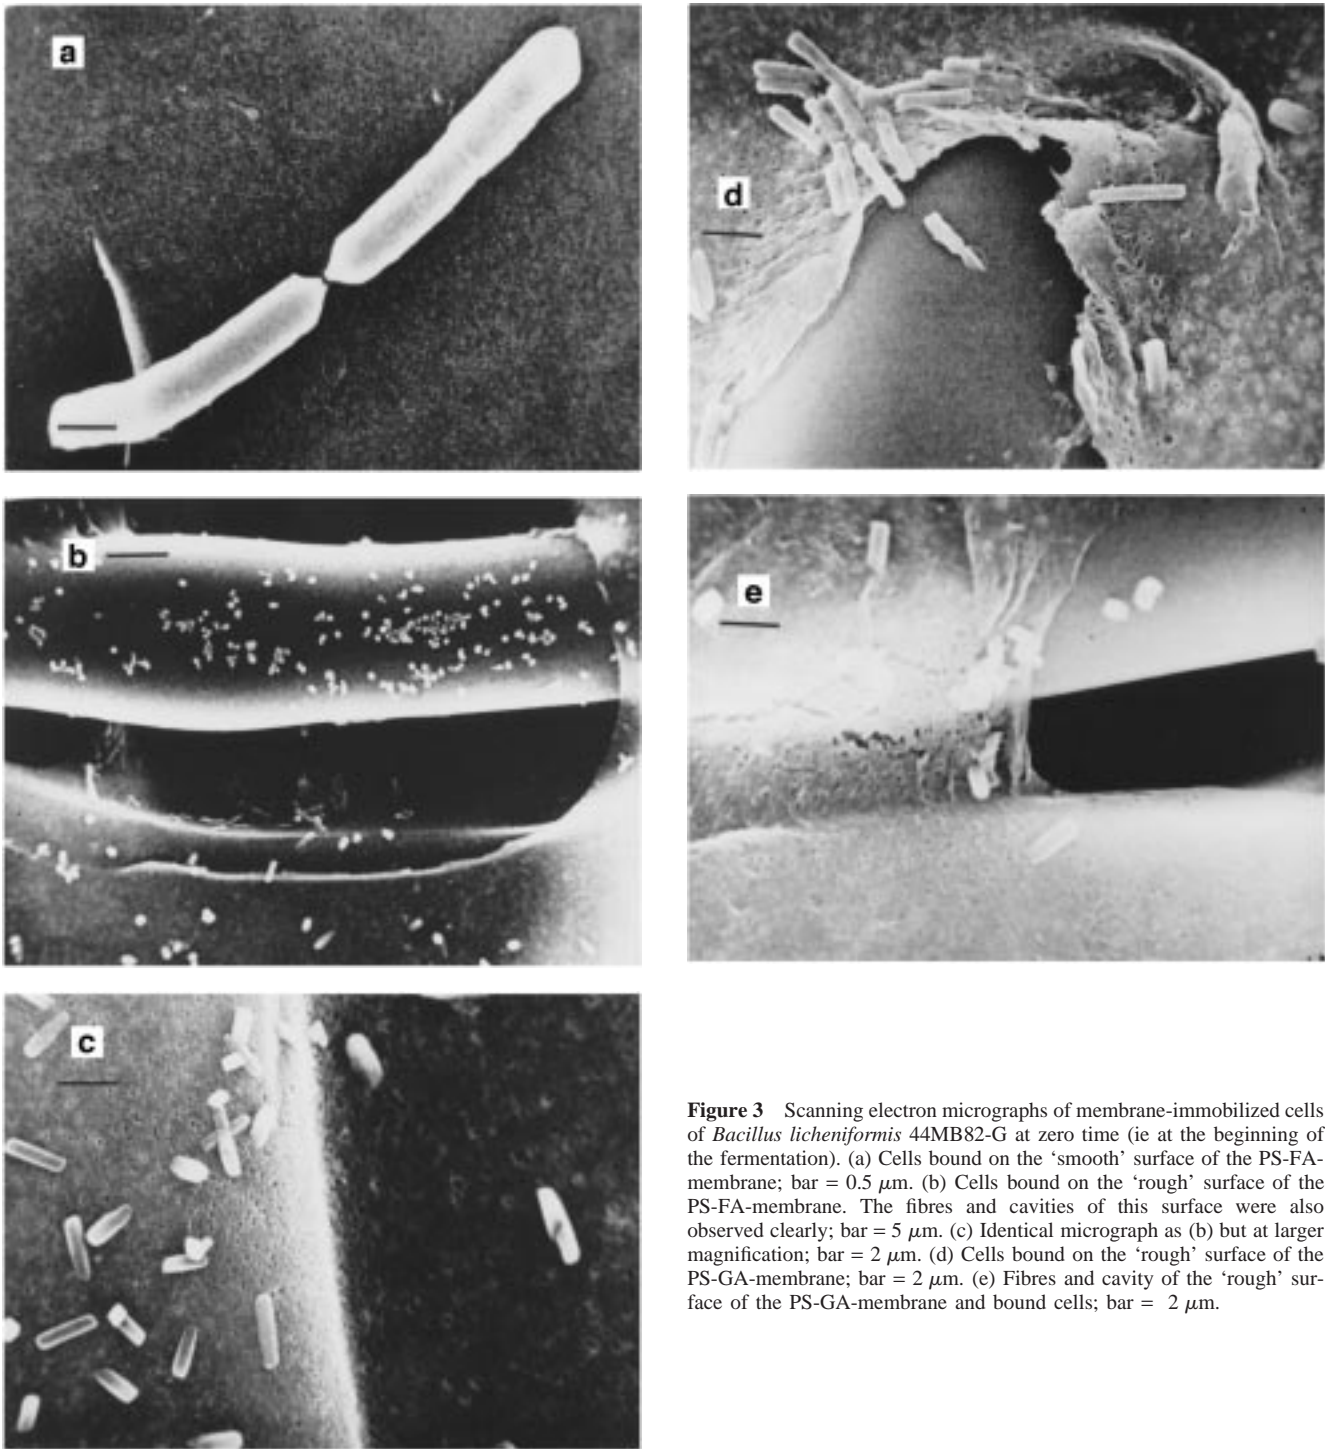 a
d
b
e
c
Figure 3 Scanning electron micrographs of membrane-immobilized cells
of Bacillus licheniformis 44MB82-G at zero time (ie at the beginning of
the fermentation). (a) Cells bound on the ‘smooth’ surface of the PS-FA-
membrane; bar = 0.5 μm. (b) Cells bound on the ‘rough’ surface of the
PS-FA-membrane. The fibres and cavities of this surface were also
observed clearly; bar = 5 μm. (c) Identical micrograph as (b) but at larger
magnification; bar = 2 μm. (d) Cells bound on the ‘rough’ surface of the
PS-GA-membrane; bar = 2 μm. (e) Fibres and cavity of the ‘rough’ sur-
face of the PS-GA-membrane and bound cells; bar = 2 μm.